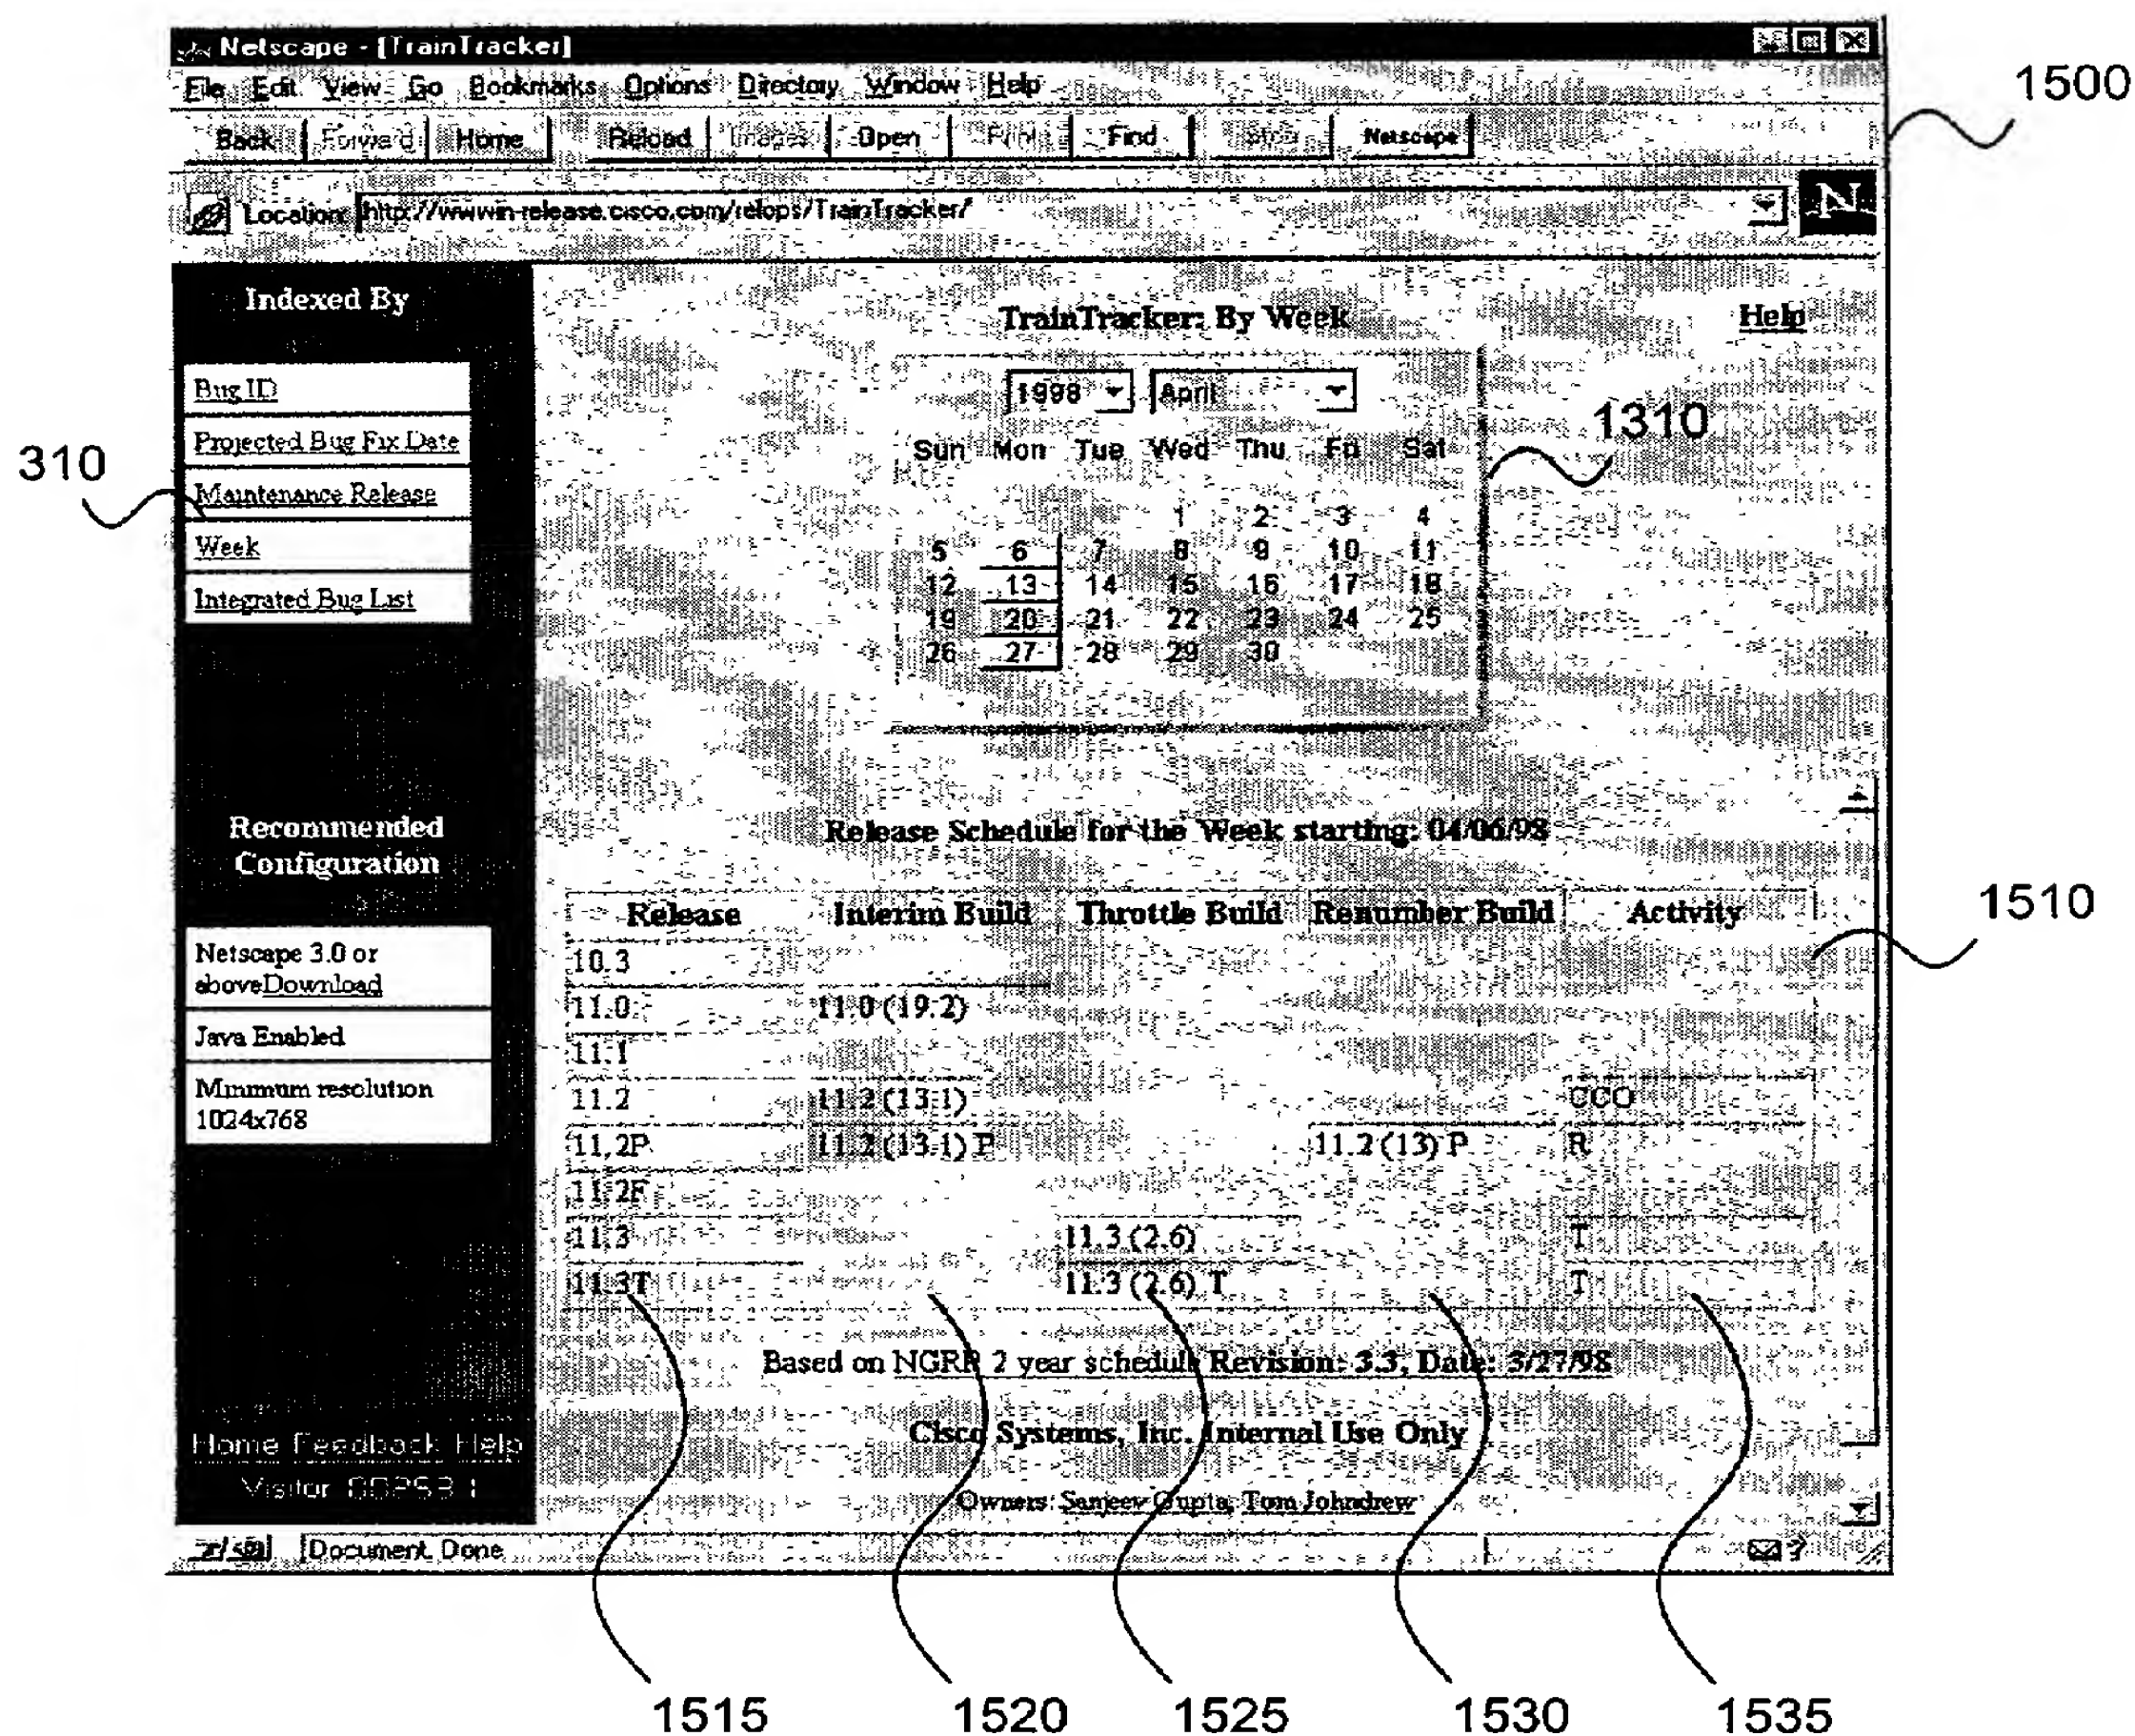 Netscape - [TrainTracker]
File Edit View Go Bookmarks Options Directory Window Help
Back Forward Home Reload Images Open Print Find Stop Netscape
Location: http://wwwin-release.cisco.com/relops/TrainTracker/
N
1500
Indexed By
Bug ID
Projected Bug Fix Date
Maintenance Release
Week
Integrated Bug List
310
TrainTracker: By Week
Help
1998 April
1310
Sun Mon Tue Wed Thu Fri Sat
1 2 3 4
5 6 7 8 9 10 11
12 13 14 15 16 17 18
19 20 21 22 23 24 25
26 27 28 29 30
Recommended
Configuration
Netscape 3.0 or
aboveDownload
Java Enabled
Minimum resolution
1024x768
Release Schedule for the Week starting: 04/06/98
1510
Release Interim Build Throttle Build Renumber Build Activity
10.3
11.0 11.0 (19.2)
11.1
11.2 11.2 (13.1) CCO
11.2P 11.2 (13.1) P 11.2 (13) P R
11.2F
11.3 11.3 (2.6) T
11.3T 11.3 (2.6) T T
Based on NGRP 2 year schedule Revision: 3.3, Date: 3/27/98
Cisco Systems, Inc. Internal Use Only
Owners: Sanjeev Gupta, Tom Johndrew
Home Feedback Help
Visitor 002531
Document: Done
?
1515 1520 1525 1530 1535